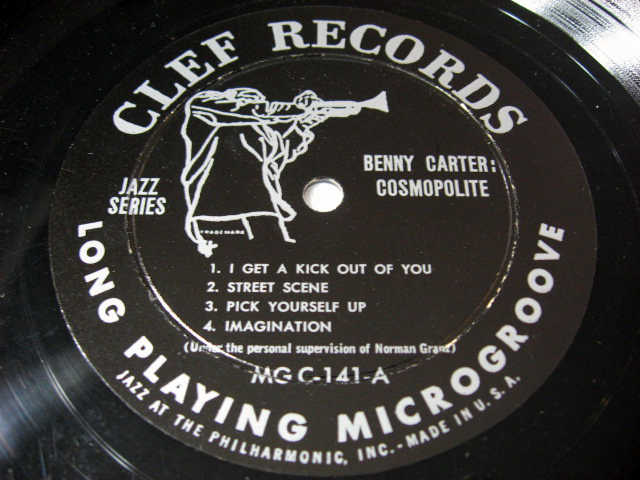 CLEF RECORDS
BENNY CARTER:
COSMOPOLITE
JAZZ
SERIES
TRADEMARK
1. I GET A KICK OUT OF YOU
2. STREET SCENE
3. PICK YOURSELF UP
4. IMAGINATION
(Under the personal supervision of Norman Granz)
MG C-141-A
LONG PLAYING MICROGROOVE
JAZZ AT THE PHILHARMONIC, INC.-MADE IN U.S.A.